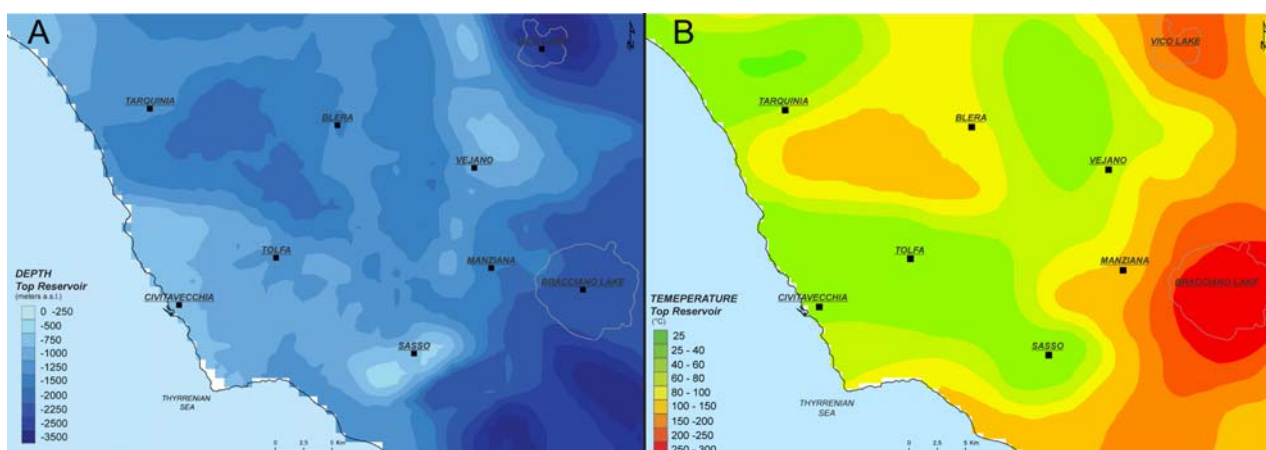 A
TARQUINIA
BLERA
VEJANO
TOLFA
MANZIANA
BRACCIANO LAKE
CIVITAVECCHIA
SASSO
THYRRENIAN
SEA
DEPTH
Top Reservoir
(meters a.s.l.)
0 -250
-500
-750
-1000
-1500
-2000
-2250
-2500
-3500
0 2.5 5 Km
B
VICO LAKE
TARQUINIA
BLERA
VEJANO
TOLFA
MANZIANA
BRACCIANO LAKE
CIVITAVECCHIA
SASSO
THYRRENIAN
SEA
TEMEPERATURE
Top Reservoir
(°C)
25
25 - 40
40 - 60
60 - 80
80 - 100
100 - 150
150 -200
200 - 250
250 - 300
0 2.5 5 Km